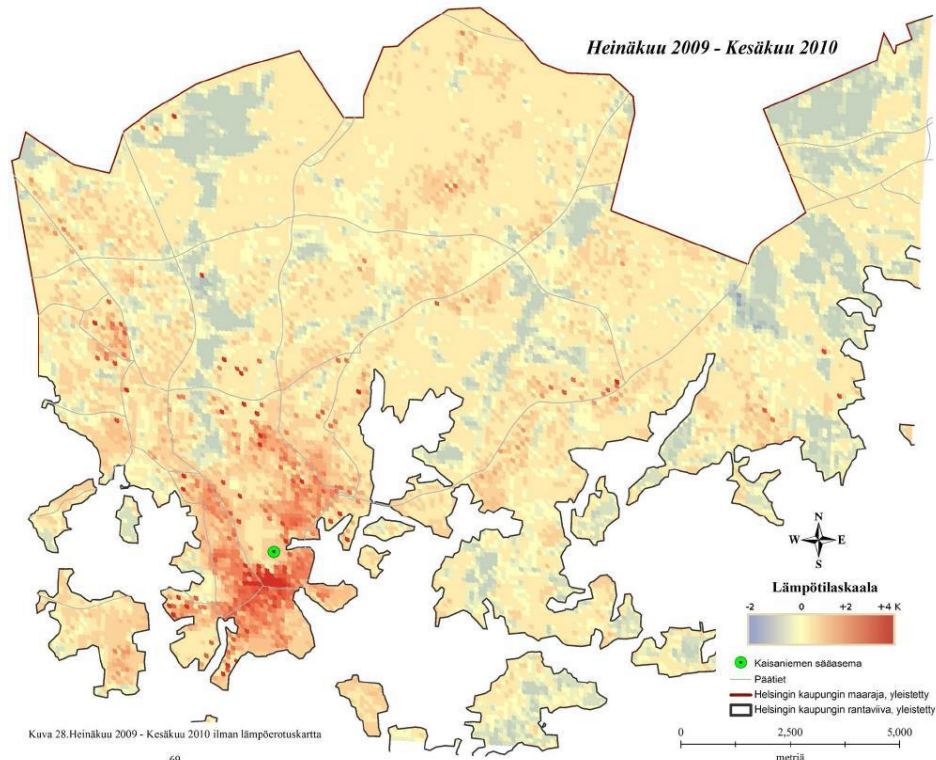 Heinäkuu 2009 - Kesäkuu 2010
N
W E
S
Lämpötilaskaala
-2 0 +2 +4 K
Kaisaniemen sääasema
Päätiet
Helsingin kaupungin maaraja, yleistetty
Helsingin kaupungin rantaviiva, yleistetty
Kuva 28.Heinäkuu 2009 - Kesäkuu 2010 ilman lämpöerotuskartta
0 2,500 5,000
metriä